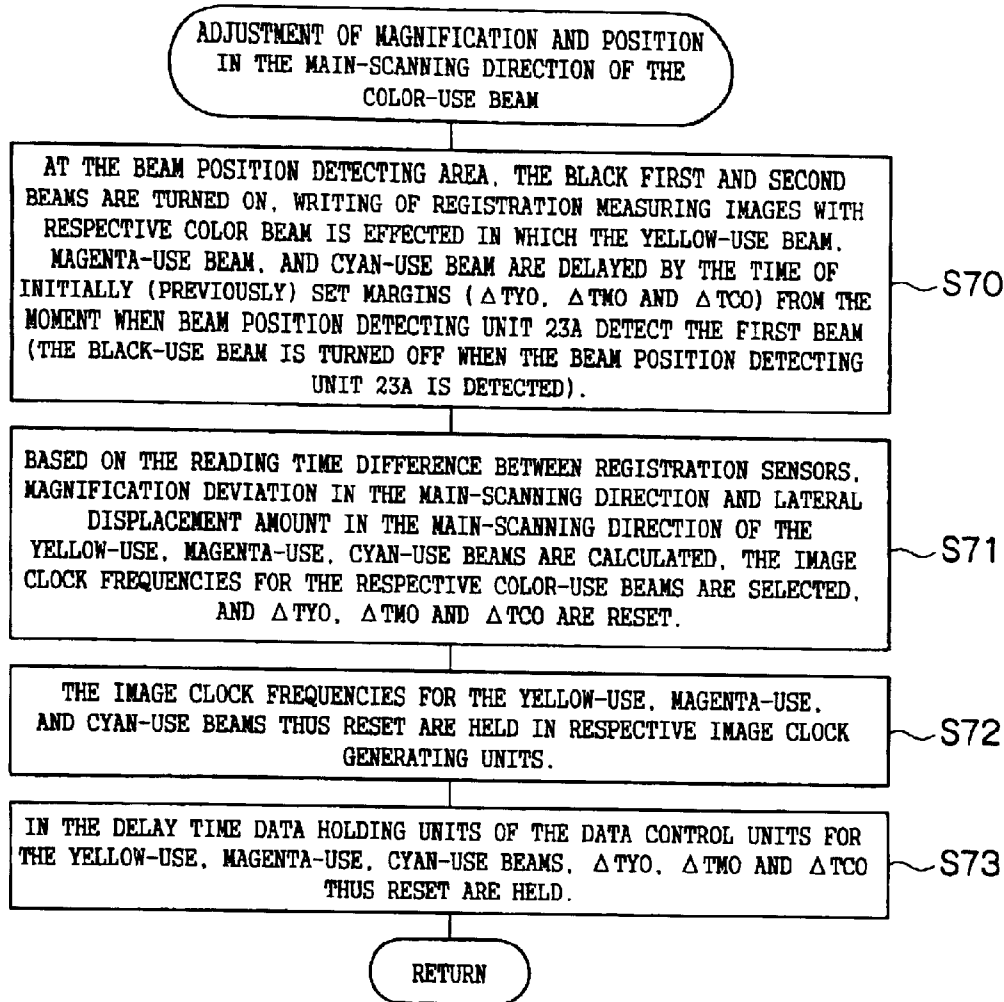 ADJUSTMENT OF MAGNIFICATION AND POSITION
IN THE MAIN-SCANNING DIRECTION OF THE
COLOR-USE BEAM
AT THE BEAM POSITION DETECTING AREA, THE BLACK FIRST AND SECOND
BEAMS ARE TURNED ON, WRITING OF REGISTRATION MEASURING IMAGES WITH
RESPECTIVE COLOR BEAM IS EFFECTED IN WHICH THE YELLOW-USE BEAM,
MAGENTA-USE BEAM, AND CYAN-USE BEAM ARE DELAYED BY THE TIME OF
INITIALLY (PREVIOUSLY) SET MARGINS (ΔTYO, ΔTMO AND ΔTCO) FROM THE
MOMENT WHEN BEAM POSITION DETECTING UNIT 23A DETECT THE FIRST BEAM
(THE BLACK-USE BEAM IS TURNED OFF WHEN THE BEAM POSITION DETECTING
UNIT 23A IS DETECTED).
S70
BASED ON THE READING TIME DIFFERENCE BETWEEN REGISTRATION SENSORS,
MAGNIFICATION DEVIATION IN THE MAIN-SCANNING DIRECTION AND LATERAL
DISPLACEMENT AMOUNT IN THE MAIN-SCANNING DIRECTION OF THE
YELLOW-USE, MAGENTA-USE, CYAN-USE BEAMS ARE CALCULATED, THE IMAGE
CLOCK FREQUENCIES FOR THE RESPECTIVE COLOR-USE BEAMS ARE SELECTED,
AND ΔTYO, ΔTMO AND ΔTCO ARE RESET.
S71
THE IMAGE CLOCK FREQUENCIES FOR THE YELLOW-USE, MAGENTA-USE,
AND CYAN-USE BEAMS THUS RESET ARE HELD IN RESPECTIVE IMAGE CLOCK
GENERATING UNITS.
S72
IN THE DELAY TIME DATA HOLDING UNITS OF THE DATA CONTROL UNITS FOR
THE YELLOW-USE, MAGENTA-USE, CYAN-USE BEAMS, ΔTYO, ΔTMO AND ΔTCO
THUS RESET ARE HELD.
S73
RETURN